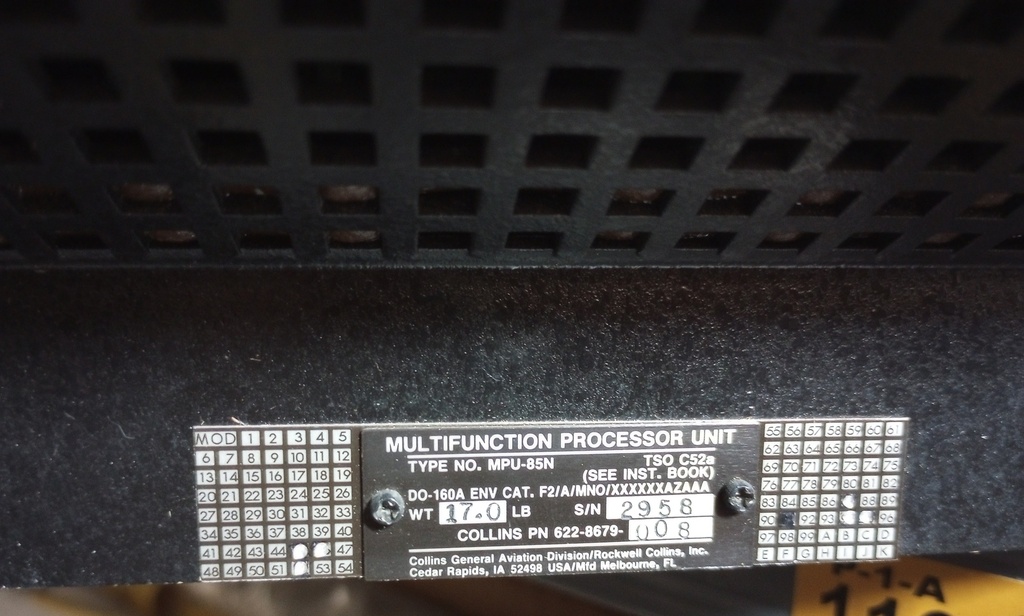 MOD 1 2 3 4 5
6 7 8 9 10 11 12
13 14 15 16 17 18 19
20 21 22 23 24 25 26
27 28 29 30 31 32 33
34 35 36 37 38 39 40
41 42 43 44 47
48 49 50 51 53 54
MULTIFUNCTION PROCESSOR UNIT
TYPE NO. MPU-85N TSO C52a
(SEE INST. BOOK)
DO-160A ENV CAT. F2/A/MNO/XXXXXXAZAAA
WT 17.0 LB S/N 2958
COLLINS PN 622-8679-008
Collins General Aviation Division/Rockwell Collins, Inc.
Cedar Rapids, IA 52498 USA/Mfd Melbourne, FL
55 56 57 58 59 60 61
62 63 64 65 66 67 68
69 70 71 72 73 74 75
76 77 78 79 80 81 82
83 84 85 86 88 89
90 92 93 96
97 98 99 A B C D
E F G H I J
P-1-A